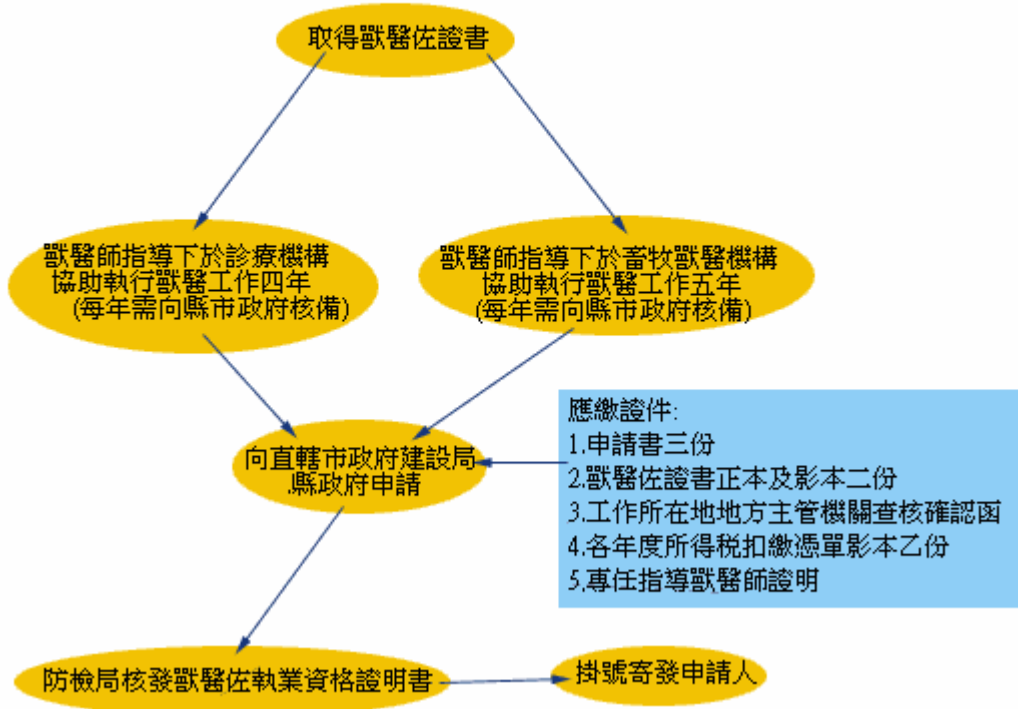 取得獸醫佐證書
獸醫師指導下於診療機構
協助執行獸醫工作四年
(每年需向縣市政府核備)
獸醫師指導下於畜牧獸醫機構
協助執行獸醫工作五年
(每年需向縣市政府核備)
向直轄市政府建設局
.縣政府申請
應繳證件:
1.申請書三份
2.獸醫佐證書正本及影本二份
3.工作所在地地方主管機關查核確認函
4.各年度所得稅扣繳憑單影本乙份
5.專任指導獸醫師證明
防檢局核發獸醫佐執業資格證明書
掛號寄發申請人